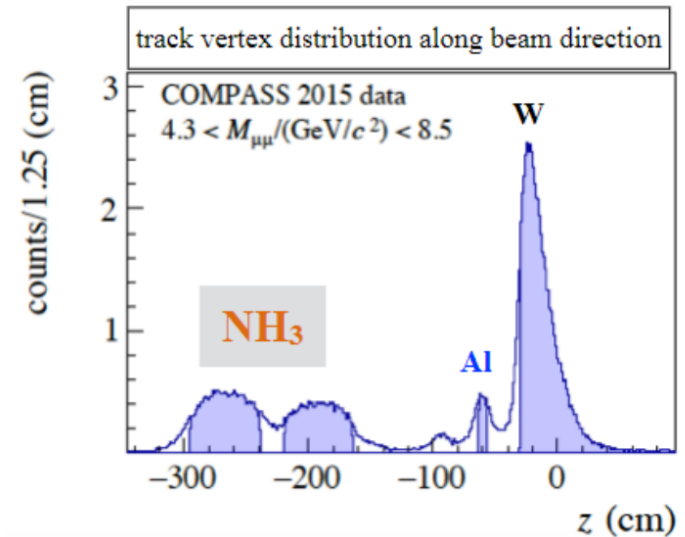 track vertex distribution along beam direction
COMPASS 2015 data
4.3 < Mμμ/(GeV/c²) < 8.5
W
counts/1.25 (cm)
3
2
1
NH₃
Al
−300 −200 −100 0
z (cm)